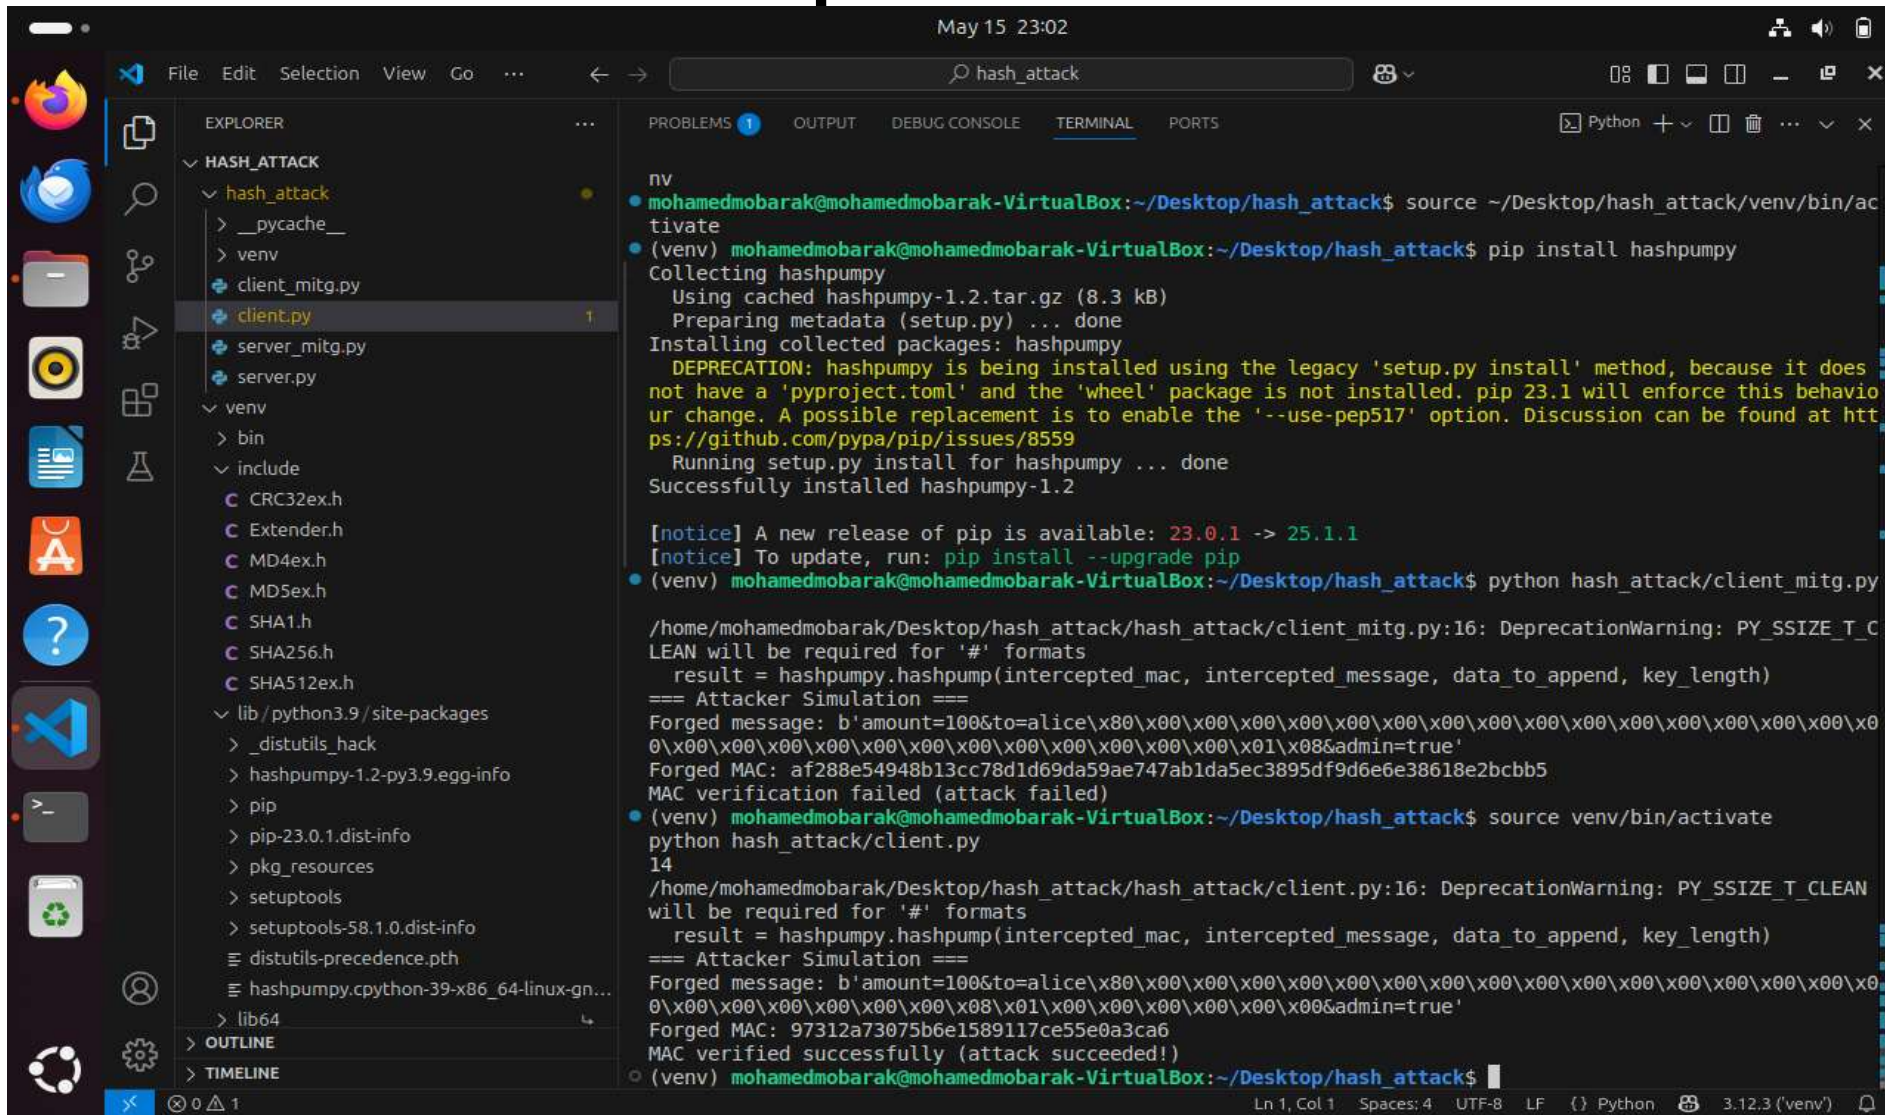 May 15 23:02
File Edit Selection View Go ...
hash_attack
EXPLORER
HASH_ATTACK
hash_attack
__pycache__
venv
client_mitg.py
client.py 1
server_mitg.py
server.py
venv
bin
include
C CRC32ex.h
C Extender.h
C MD4ex.h
C MD5ex.h
C SHA1.h
C SHA256.h
C SHA512ex.h
lib/python3.9/site-packages
_distutils_hack
hashpumpy-1.2-py3.9.egg-info
pip
pip-23.0.1.dist-info
pkg_resources
setuptools
setuptools-58.1.0.dist-info
distutils-precedence.pth
hashpumpy.cpython-39-x86_64-linux-gn...
lib64
OUTLINE
TIMELINE
PROBLEMS 1 OUTPUT DEBUG CONSOLE TERMINAL PORTS
Python
nv
mohamedmobarak@mohamedmobarak-VirtualBox:~/Desktop/hash_attack$ source ~/Desktop/hash_attack/venv/bin/ac
tivate
(venv) mohamedmobarak@mohamedmobarak-VirtualBox:~/Desktop/hash_attack$ pip install hashpumpy
Collecting hashpumpy
Using cached hashpumpy-1.2.tar.gz (8.3 kB)
Preparing metadata (setup.py) ... done
Installing collected packages: hashpumpy
DEPRECATION: hashpumpy is being installed using the legacy 'setup.py install' method, because it does
not have a 'pyproject.toml' and the 'wheel' package is not installed. pip 23.1 will enforce this behavio
ur change. A possible replacement is to enable the '--use-pep517' option. Discussion can be found at htt
ps://github.com/pypa/pip/issues/8559
Running setup.py install for hashpumpy ... done
Successfully installed hashpumpy-1.2
[notice] A new release of pip is available: 23.0.1 -> 25.1.1
[notice] To update, run: pip install --upgrade pip
(venv) mohamedmobarak@mohamedmobarak-VirtualBox:~/Desktop/hash_attack$ python hash_attack/client_mitg.py
/home/mohamedmobarak/Desktop/hash_attack/hash_attack/client_mitg.py:16: DeprecationWarning: PY_SSIZE_T_C
LEAN will be required for '#' formats
result = hashpumpy.hashpump(intercepted_mac, intercepted_message, data_to_append, key_length)
=== Attacker Simulation ===
Forged message: b'amount=100&to=alice\x80\x00\x00\x00\x00\x00\x00\x00\x00\x00\x00\x00\x00\x00\x00\x00\x0
0\x00\x00\x00\x00\x00\x00\x00\x00\x00\x00\x00\x00\x00\x01\x08&admin=true'
Forged MAC: af288e54948b13cc78d1d69da59ae747ab1da5ec3895df9d6e6e38618e2bcbb5
MAC verification failed (attack failed)
(venv) mohamedmobarak@mohamedmobarak-VirtualBox:~/Desktop/hash_attack$ source venv/bin/activate
python hash_attack/client.py
14
/home/mohamedmobarak/Desktop/hash_attack/hash_attack/client.py:16: DeprecationWarning: PY_SSIZE_T_CLEAN
will be required for '#' formats
result = hashpumpy.hashpump(intercepted_mac, intercepted_message, data_to_append, key_length)
=== Attacker Simulation ===
Forged message: b'amount=100&to=alice\x80\x00\x00\x00\x00\x00\x00\x00\x00\x00\x00\x00\x00\x00\x00\x00\x0
0\x00\x00\x00\x00\x00\x00\x08\x01\x00\x00\x00\x00\x00\x00&admin=true'
Forged MAC: 97312a73075b6e1589117ce55e0a3ca6
MAC verified successfully (attack succeeded!)
(venv) mohamedmobarak@mohamedmobarak-VirtualBox:~/Desktop/hash_attack$
0 1
Ln 1, Col 1 Spaces: 4 UTF-8 LF {} Python 3.12.3 ('venv')